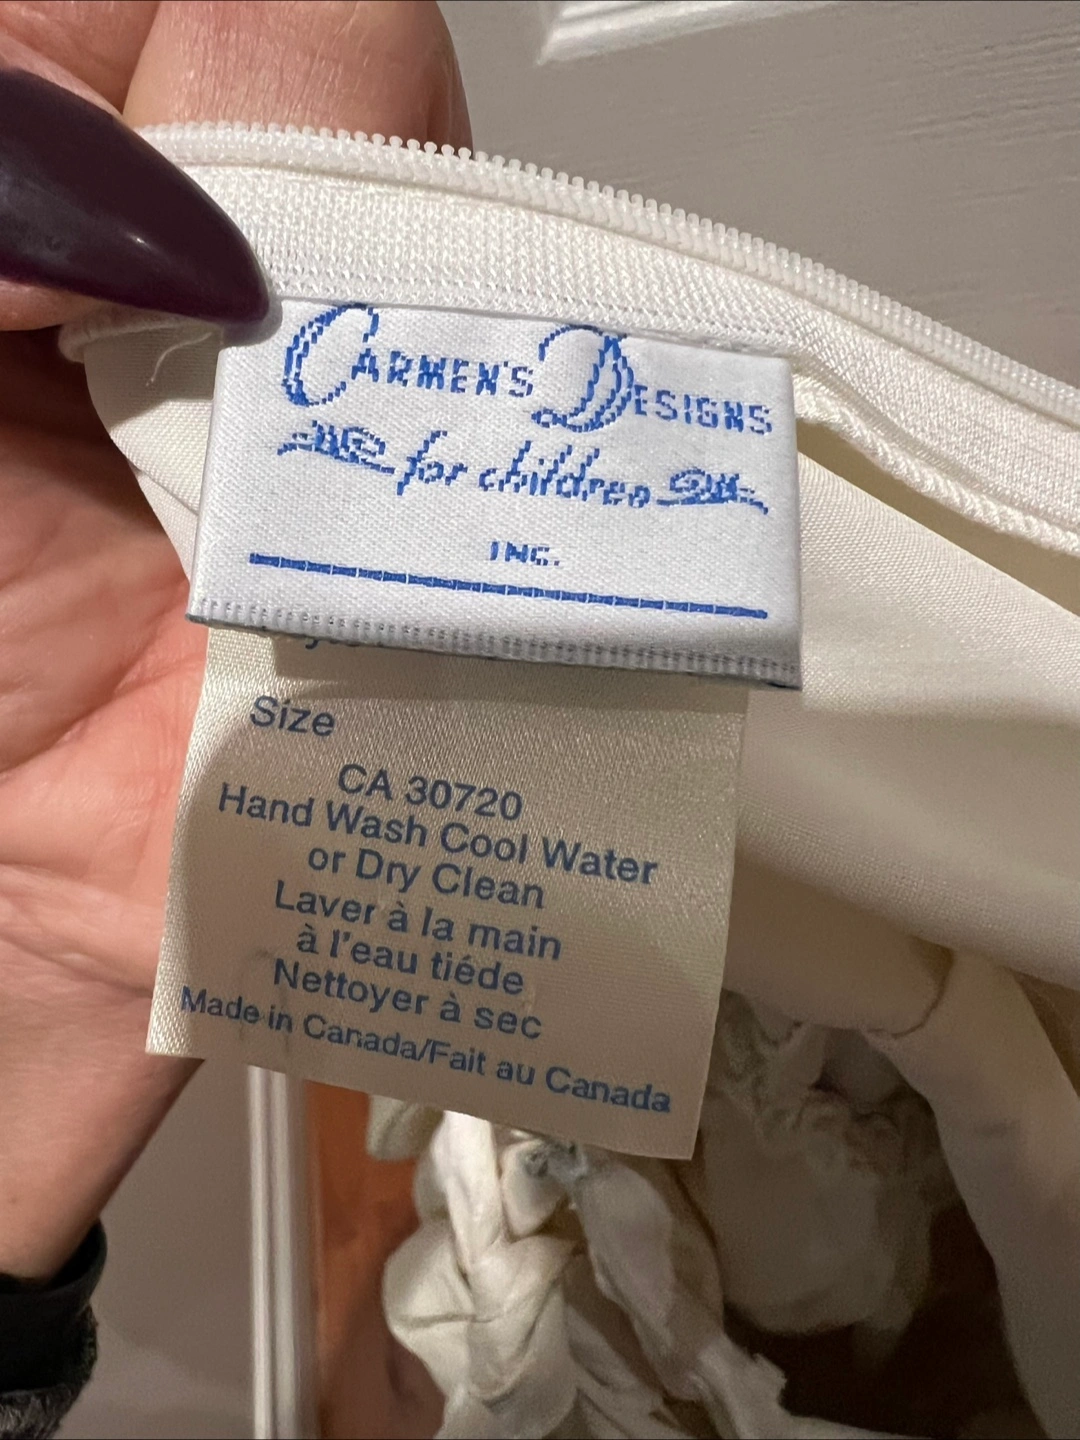 CARMEN'S DESIGNS
for children
INC.
Size
CA 30720
Hand Wash Cool Water
or Dry Clean
Laver à la main
à l'eau tiéde
Nettoyer à sec
Made in Canada/Fait au Canada